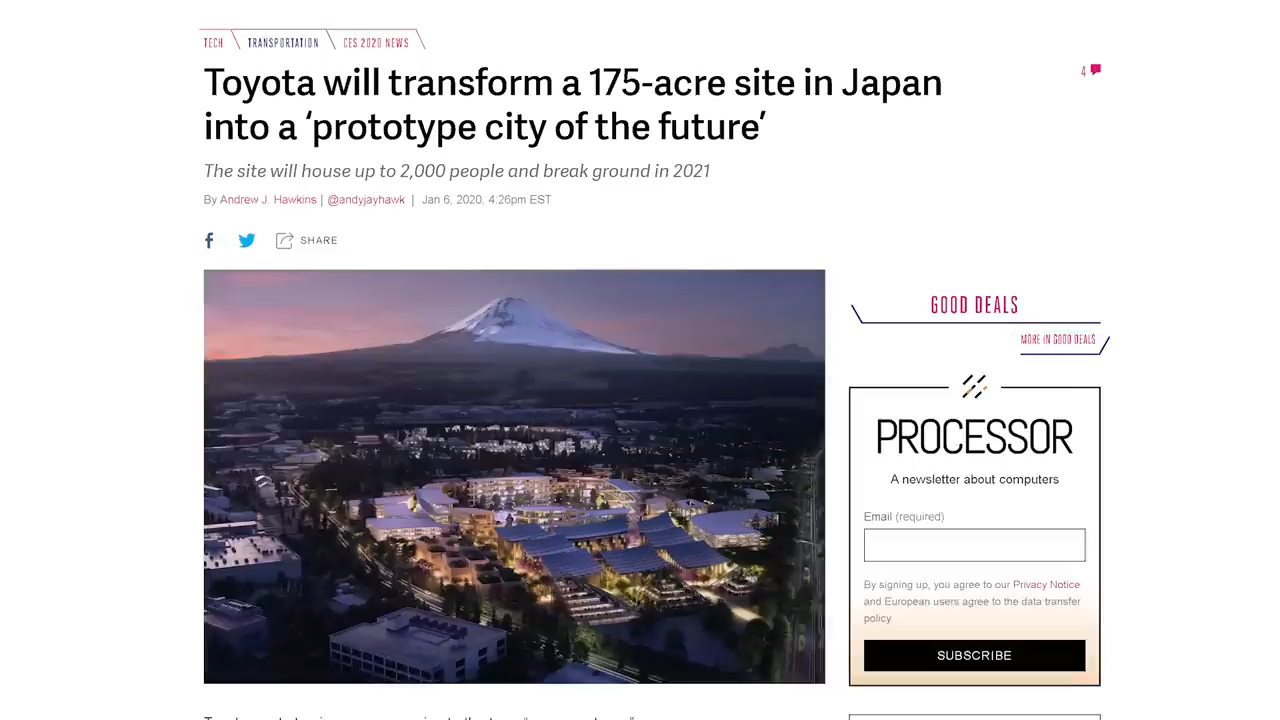 TECH TRANSPORTATION CES 2020 NEWS
Toyota will transform a 175-acre site in Japan
into a ‘prototype city of the future’
4
The site will house up to 2,000 people and break ground in 2021
By Andrew J. Hawkins | @andyjayhawk | Jan 6, 2020, 4:26pm EST
SHARE
GOOD DEALS
MORE IN GOOD DEALS
PROCESSOR
A newsletter about computers
Email (required)
By signing up, you agree to our Privacy Notice
and European users agree to the data transfer
policy.
SUBSCRIBE